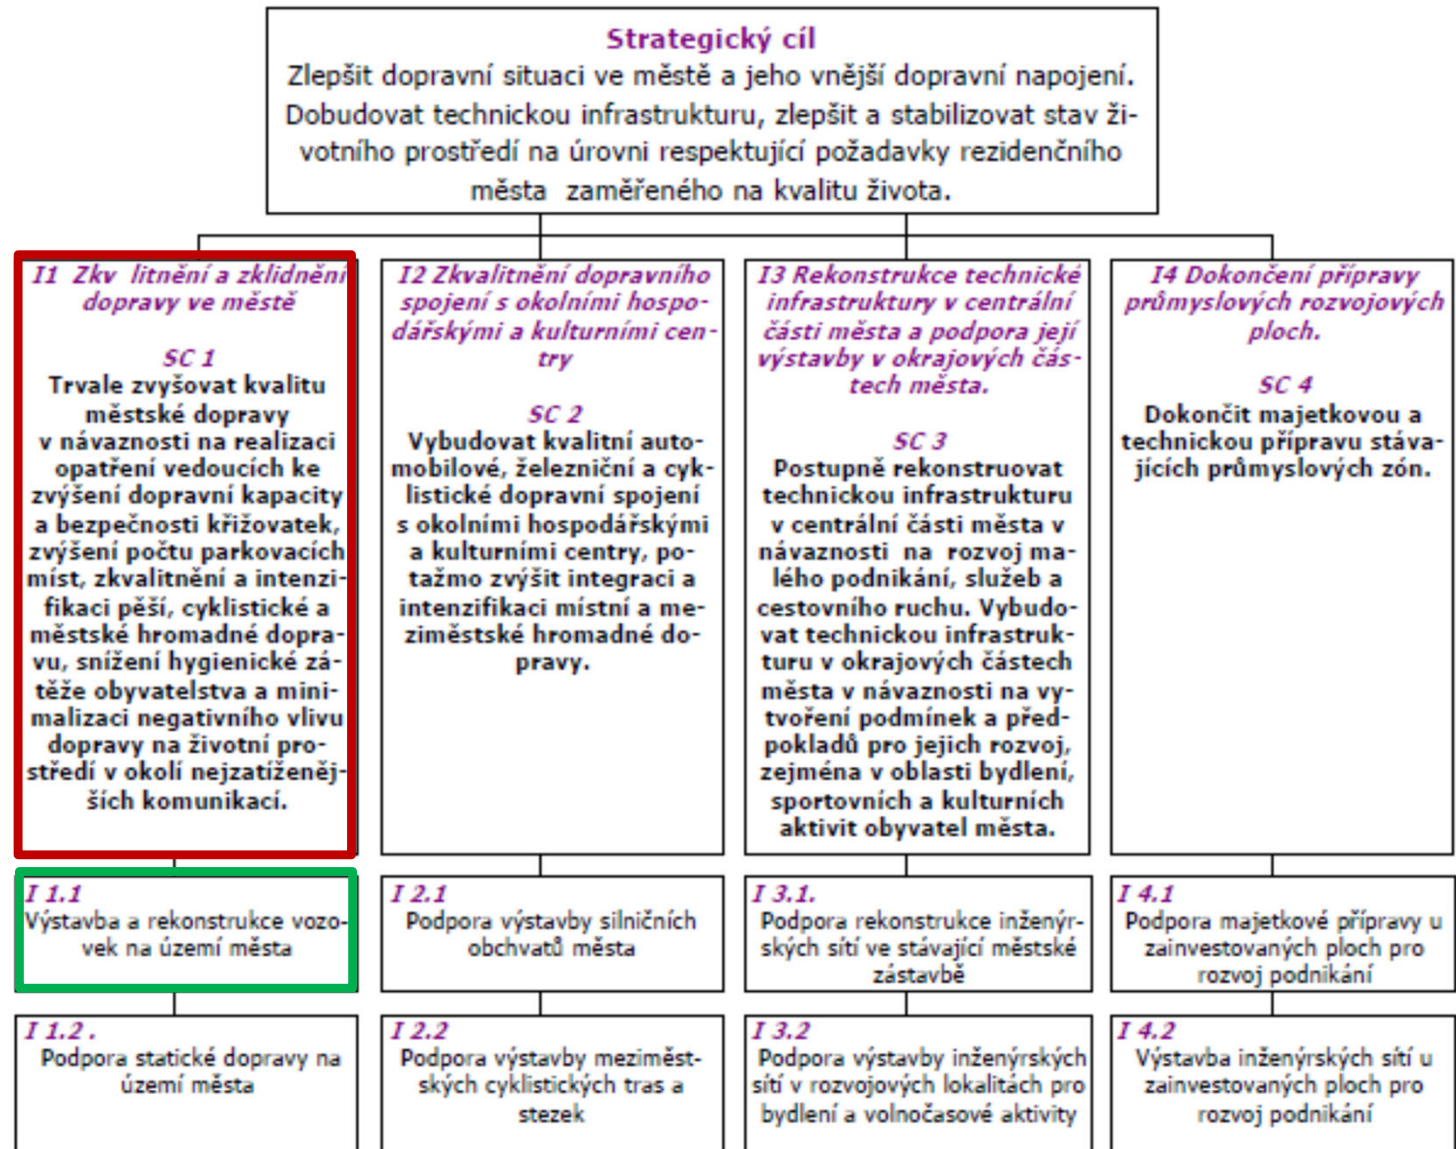 Strategický cíl
Zlepšit dopravní situaci ve městě a jeho vnější dopravní napojení.
Dobudovat technickou infrastrukturu, zlepšit a stabilizovat stav ži-
votního prostředí na úrovni respektující požadavky rezidenčního
města zaměřeného na kvalitu života.
I1 Zkv litnění a zklidnění
dopravy ve městě
SC 1
Trvale zvyšovat kvalitu
městské dopravy
v návaznosti na realizaci
opatření vedoucích ke
zvýšení dopravní kapacity
a bezpečnosti křižovatek,
zvýšení počtu parkovacích
míst, zkvalitnění a intenzi-
fikaci pěší, cyklistické a
městské hromadné dopra-
vu, snížení hygienické zá-
těže obyvatelstva a mini-
malizaci negativního vlivu
dopravy na životní pro-
středí v okolí nejzatíženěj-
ších komunikací.
I2 Zkvalitnění dopravního
spojení s okolními hospo-
dářskými a kulturními cen-
try
SC 2
Vybudovat kvalitní auto-
mobilové, železniční a cyk-
listické dopravní spojení
s okolními hospodářskými
a kulturními centry, po-
tažmo zvýšit integraci a
intenzifikaci místní a me-
ziměstské hromadné do-
pravy.
I3 Rekonstrukce technické
infrastruktury v centrální
části města a podpora její
výstavby v okrajových čás-
tech města.
SC 3
Postupně rekonstruovat
technickou infrastrukturu
v centrální části města v
návaznosti na rozvoj ma-
lého podnikání, služeb a
cestovního ruchu. Vybudo-
vat technickou infrastruk-
turu v okrajových částech
města v návaznosti na vy-
tvoření podmínek a před-
pokladů pro jejich rozvoj,
zejména v oblasti bydlení,
sportovních a kulturních
aktivit obyvatel města.
I4 Dokončení přípravy
průmyslových rozvojových
ploch.
SC 4
Dokončit majetkovou a
technickou přípravu stáva-
jících průmyslových zón.
I 1.1
Výstavba a rekonstrukce vozo-
vek na území města
I 2.1
Podpora výstavby silničních
obchvatů města
I 3.1.
Podpora rekonstrukce inženýr-
ských sítí ve stávající městské
zástavbě
I 4.1
Podpora majetkové přípravy u
zainvestovaných ploch pro
rozvoj podnikání
I 1.2 .
Podpora statické dopravy na
území města
I 2.2
Podpora výstavby meziměst-
ských cyklistických tras a
stezek
I 3.2
Podpora výstavby inženýrských
sítí v rozvojových lokalitách pro
bydlení a volnočasové aktivity
I 4.2
Výstavba inženýrských sítí u
zainvestovaných ploch pro
rozvoj podnikání